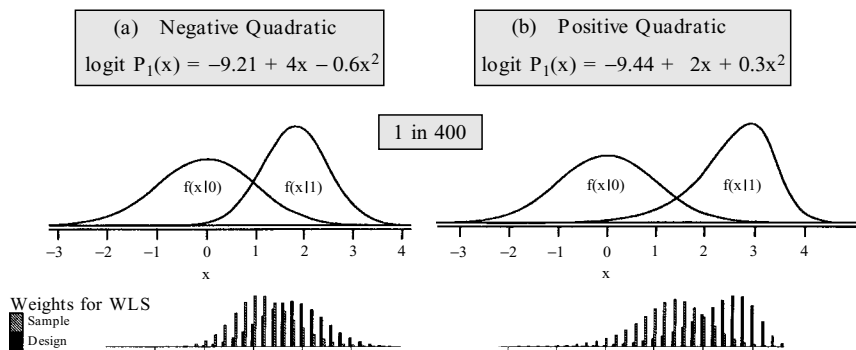 (a) Negative Quadratic
logit P₁(x) = −9.21 + 4x − 0.6x²
(b) Positive Quadratic
logit P₁(x) = −9.44 + 2x + 0.3x²
1 in 400
f(x|0)
f(x|1)
f(x|0)
f(x|1)
−3 −2 −1 0 1 2 3 4
x
−3 −2 −1 0 1 2 3 4
x
Weights for WLS
Sample
Design